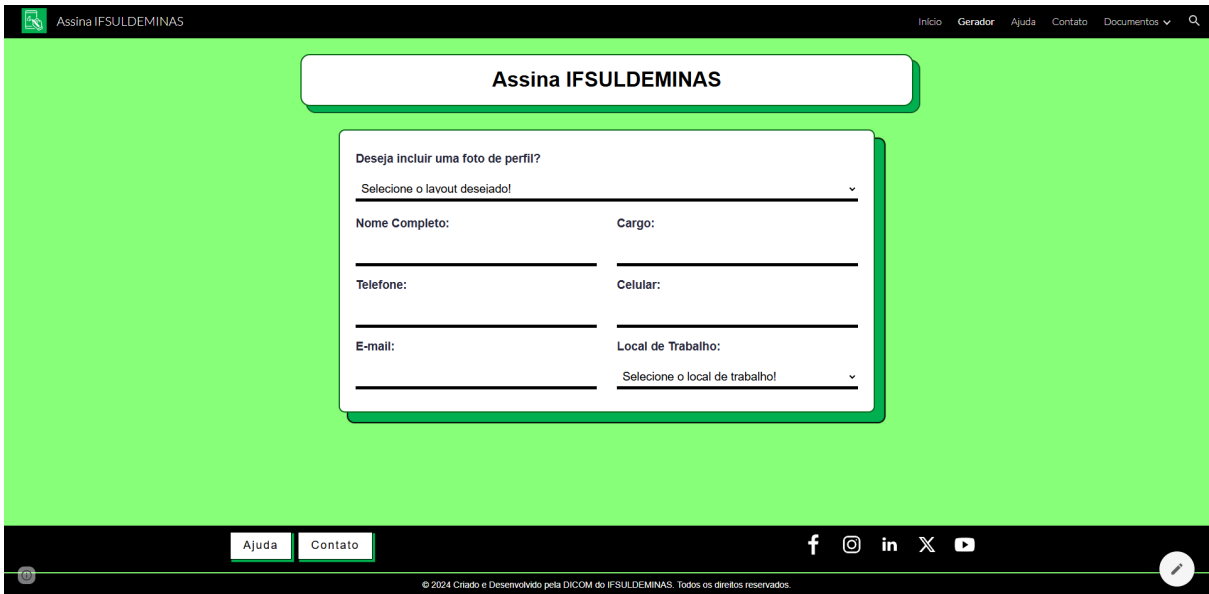 Assina IFSULDEMINAS
Início Gerador Ajuda Contato Documentos
Assina IFSULDEMINAS
Deseja incluir uma foto de perfil?
Selecione o layout desejado!
Nome Completo: Cargo:
Telefone: Celular:
E-mail: Local de Trabalho:
Selecione o local de trabalho!
Ajuda Contato
© 2024 Criado e Desenvolvido pela DICOM do IFSULDEMINAS. Todos os direitos reservados.